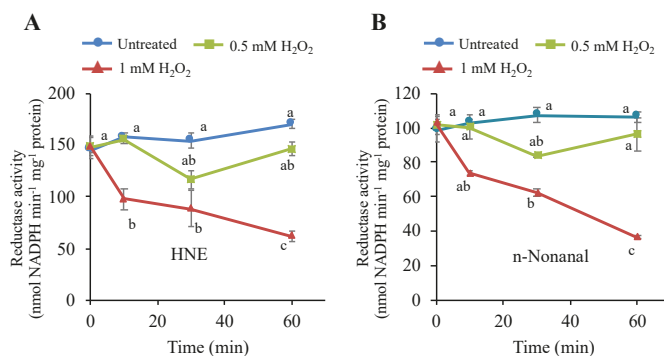 A
Untreated
0.5 mM H₂O₂
1 mM H₂O₂
Reductase activity
(nmol NADPH min⁻¹ mg⁻¹ protein)
200
150
100
50
0
a
a
a
a
ab
ab
b
b
c
HNE
0
20
40
60
Time (min)
B
Untreated
0.5 mM H₂O₂
1 mM H₂O₂
Reductase activity
(nmol NADPH min⁻¹ mg⁻¹ protein)
120
100
80
60
40
20
0
a
a
a
a
ab
a
ab
b
c
n-Nonanal
0
20
40
60
Time (min)